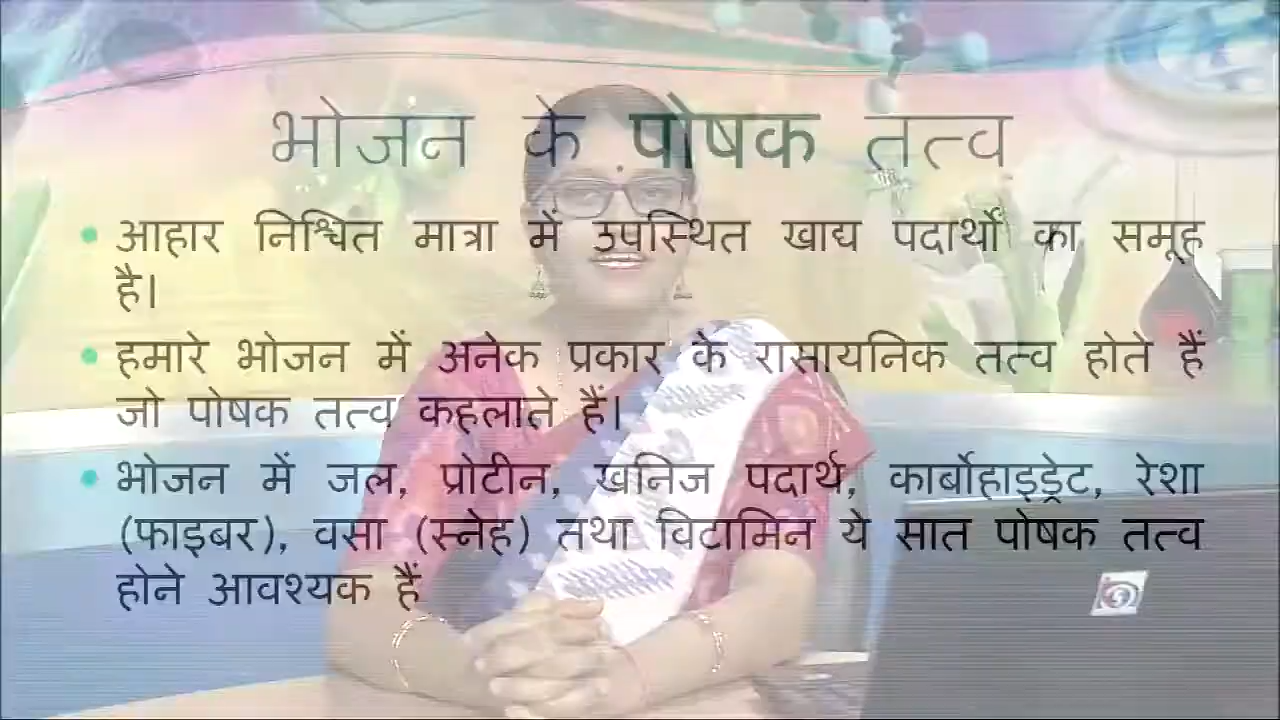 भोजन के पोषक तत्व
• आहार निश्चित मात्रा में उपस्थित खाद्य पदार्थों का समूह
है।
• हमारे भोजन में अनेक प्रकार के रासायनिक तत्व होते हैं
जो पोषक तत्व कहलाते हैं।
• भोजन में जल, प्रोटीन, खनिज पदार्थ, कार्बोहाइड्रेट, रेशा
(फाइबर), वसा (स्नेह) तथा विटामिन ये सात पोषक तत्व
होने आवश्यक हैं